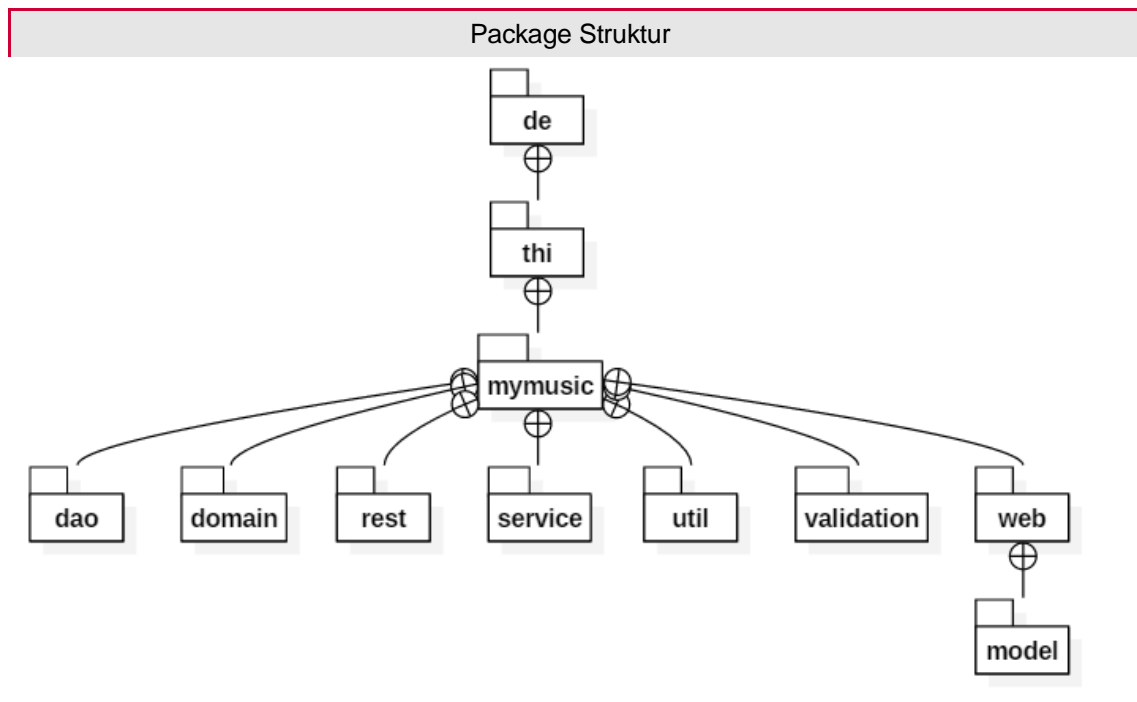 Package Struktur
de
thi
mymusic
dao
domain
rest
service
util
validation
web
model